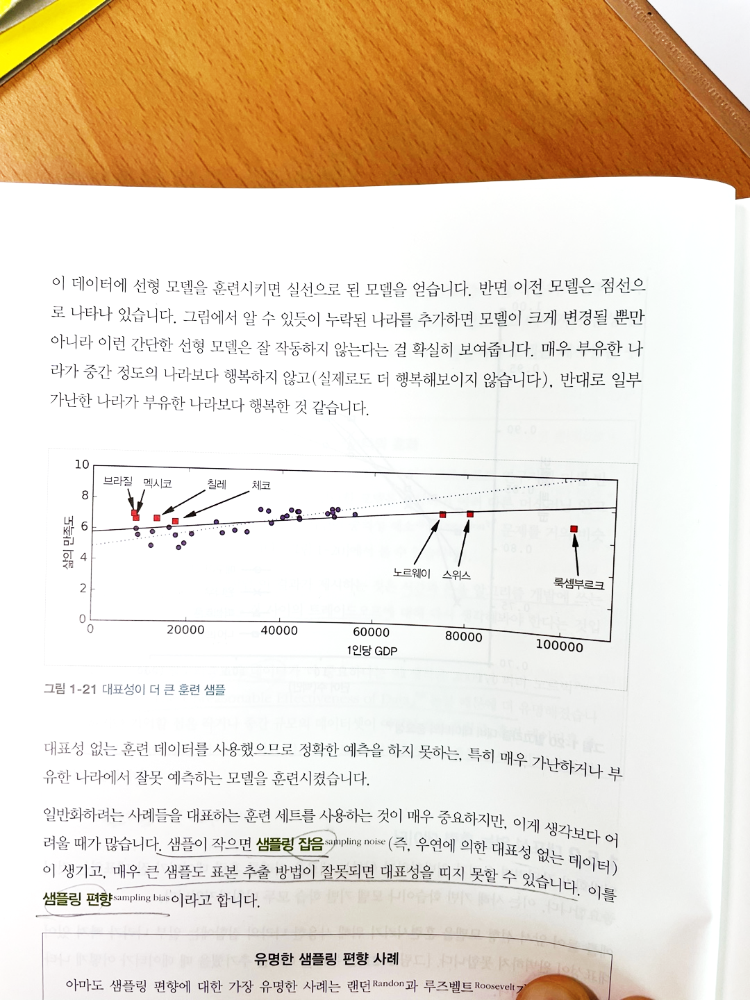 이 데이터에 선형 모델을 훈련시키면 실선으로 된 모델을 얻습니다. 반면 이전 모델은 점선으
로 나타나 있습니다. 그림에서 알 수 있듯이 누락된 나라를 추가하면 모델이 크게 변경될 뿐만
아니라 이런 간단한 선형 모델은 잘 작동하지 않는다는 걸 확실히 보여줍니다. 매우 부유한 나
라가 중간 정도의 나라보다 행복하지 않고(실제로도 더 행복해보이지 않습니다), 반대로 일부
가난한 나라가 부유한 나라보다 행복한 것 같습니다.
10
8
6
4
2
0
삶의 만족도
브라질 멕시코 칠레 체코
노르웨이 스위스 룩셈부르크
0 20000 40000 60000 80000 100000
1인당 GDP
그림 1-21 대표성이 더 큰 훈련 샘플
대표성 없는 훈련 데이터를 사용했으므로 정확한 예측을 하지 못하는, 특히 매우 가난하거나 부
유한 나라에서 잘못 예측하는 모델을 훈련시켰습니다.
일반화하려는 사례들을 대표하는 훈련 세트를 사용하는 것이 매우 중요하지만, 이게 생각보다 어
려울 때가 많습니다. 샘플이 작으면 샘플링 잡음sampling noise (즉, 우연에 의한 대표성 없는 데이터)
이 생기고, 매우 큰 샘플도 표본 추출 방법이 잘못되면 대표성을 띠지 못할 수 있습니다. 이를
샘플링 편향sampling bias이라고 합니다.
유명한 샘플링 편향 사례
아마도 샘플링 편향에 대한 가장 유명한 사례는 랜던Randon과 루즈벨트Roosevelt가